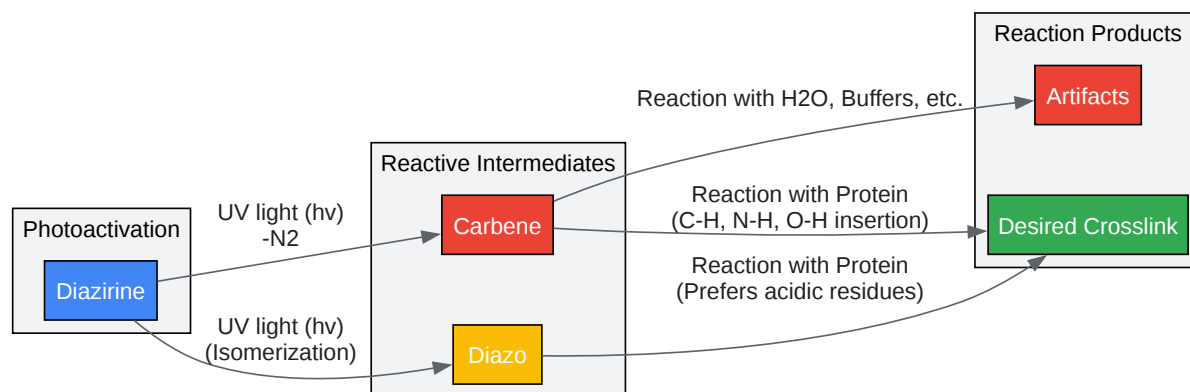 Photoactivation
Diazirine
UV light (hv)
-N2
UV light (hv)
(Isomerization)
Reactive Intermediates
Carbene
Diazo
Reaction with H2O, Buffers, etc.
Reaction with Protein
(C-H, N-H, O-H insertion)
Reaction with Protein
(Prefers acidic residues)
Reaction Products
Artifacts
Desired Crosslink